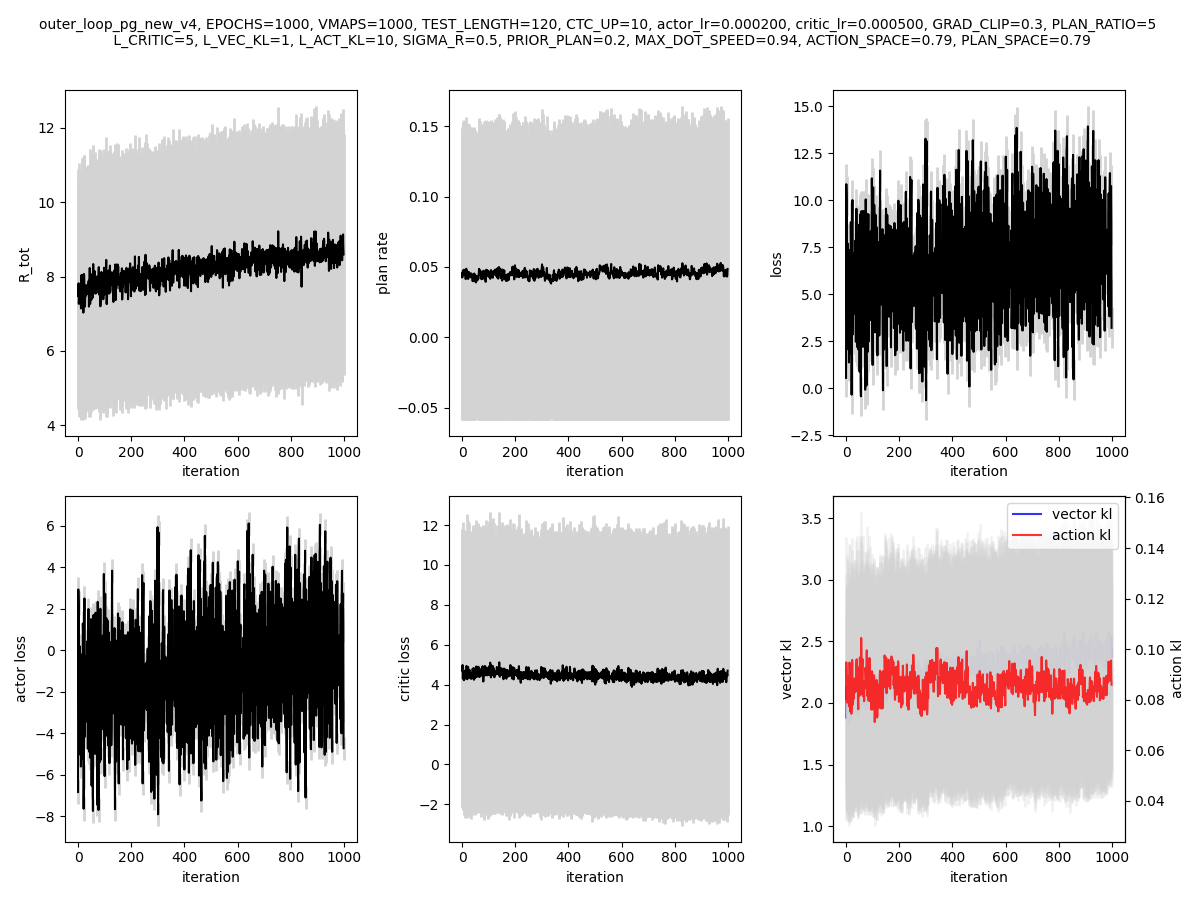 outer_loop_pg_new_v4, EPOCHS=1000, VMAPS=1000, TEST_LENGTH=120, CTC_UP=10, actor_lr=0.000200, critic_lr=0.000500, GRAD_CLIP=0.3, PLAN_RATIO=5
L_CRITIC=5, L_VEC_KL=1, L_ACT_KL=10, SIGMA_R=0.5, PRIOR_PLAN=0.2, MAX_DOT_SPEED=0.94, ACTION_SPACE=0.79, PLAN_SPACE=0.79
R_tot
12
10
8
6
4
0 200 400 600 800 1000
iteration
plan rate
0.15
0.10
0.05
0.00
−0.05
0 200 400 600 800 1000
iteration
loss
15.0
12.5
10.0
7.5
5.0
2.5
0.0
−2.5
0 200 400 600 800 1000
iteration
actor loss
6
4
2
0
−2
−4
−6
−8
0 200 400 600 800 1000
iteration
critic loss
12
10
8
6
4
2
0
−2
0 200 400 600 800 1000
iteration
vector kl
3.5
3.0
2.5
2.0
1.5
1.0
0 200 400 600 800 1000
iteration
vector kl
action kl
0.16
0.14
0.12
0.10
0.08
0.06
0.04
action kl